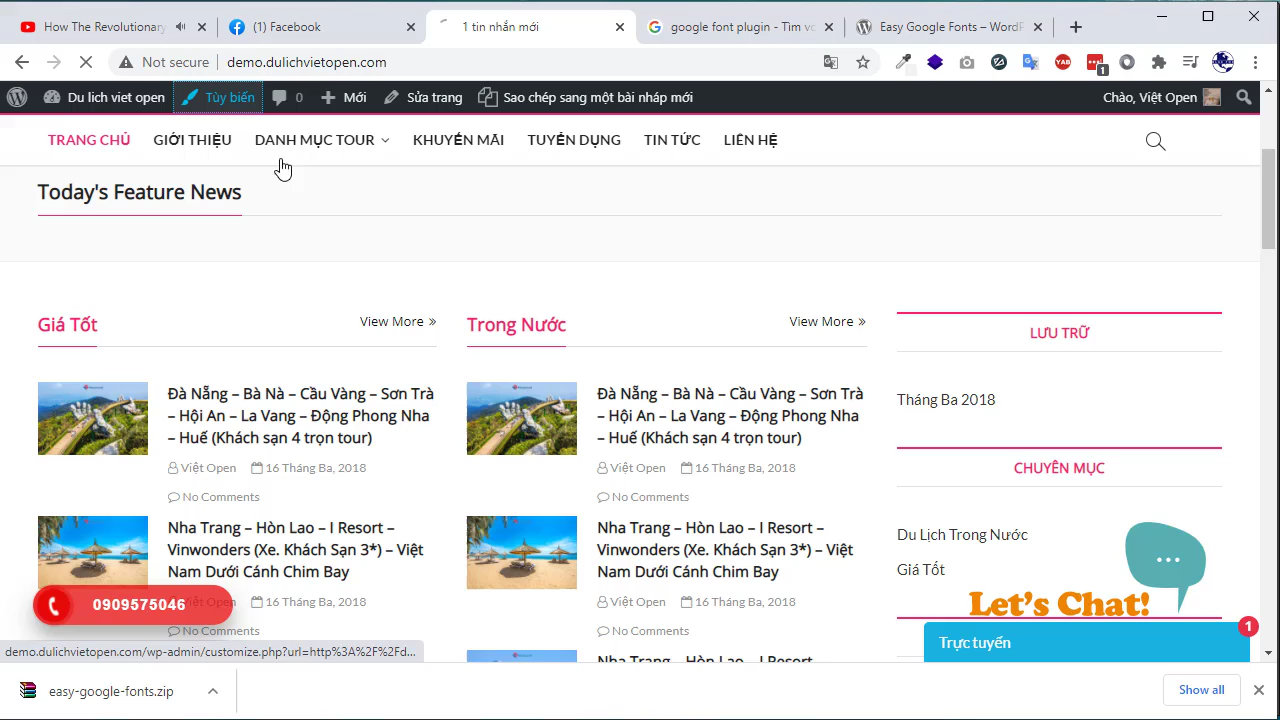 How The Revolutionary
(1) Facebook
1 tin nhắn mới
google font plugin - Tìm vớ
Easy Google Fonts – WordP
Not secure
demo.dulichvietopen.com
YAB
1
Du lich viet open
Tùy biến
0
Mới
Sửa trang
Sao chép sang một bài nháp mới
Chào, Việt Open
TRANG CHỦ
GIỚI THIỆU
DANH MỤC TOUR
KHUYẾN MÃI
TUYỂN DỤNG
TIN TỨC
LIÊN HỆ
Today's Feature News
Giá Tốt
View More »
Đà Nẵng – Bà Nà – Cầu Vàng – Sơn Trà
– Hội An – La Vang – Động Phong Nha
– Huế (Khách sạn 4 trọn tour)
Việt Open
16 Tháng Ba, 2018
No Comments
Nha Trang – Hòn Lao – I Resort –
Vinwonders (Xe. Khách Sạn 3*) – Việt
Nam Dưới Cánh Chim Bay
Việt Open
16 Tháng Ba, 2018
No Comments
Trong Nước
View More »
Đà Nẵng – Bà Nà – Cầu Vàng – Sơn Trà
– Hội An – La Vang – Động Phong Nha
– Huế (Khách sạn 4 trọn tour)
Việt Open
16 Tháng Ba, 2018
No Comments
Nha Trang – Hòn Lao – I Resort –
Vinwonders (Xe. Khách Sạn 3*) – Việt
Nam Dưới Cánh Chim Bay
Việt Open
16 Tháng Ba, 2018
No Comments
Nha Trang – Hòn Lao – I Resort
LƯU TRỮ
Tháng Ba 2018
CHUYÊN MỤC
Du Lịch Trong Nước
Giá Tốt
0909575046
Let's Chat!
Trực tuyến
1
demo.dulichvietopen.com/wp-admin/customize.php?url=http%3A%2F%2Fd...
easy-google-fonts.zip
Show all